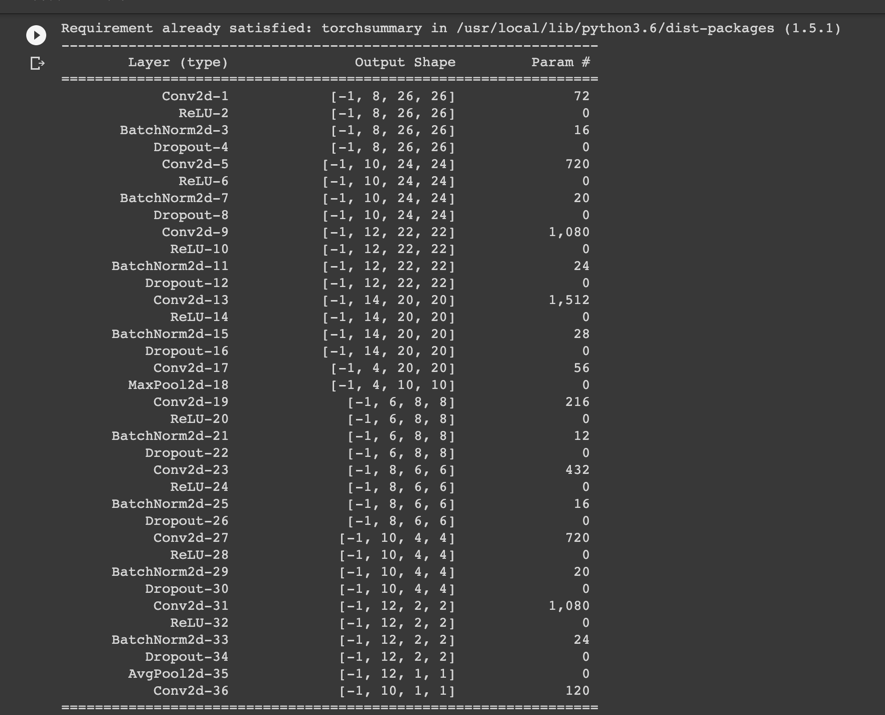 Requirement already satisfied: torchsummary in /usr/local/lib/python3.6/dist-packages (1.5.1)
----------------------------------------------------------------
Layer (type) Output Shape Param #
================================================================
Conv2d-1 [-1, 8, 26, 26] 72
ReLU-2 [-1, 8, 26, 26] 0
BatchNorm2d-3 [-1, 8, 26, 26] 16
Dropout-4 [-1, 8, 26, 26] 0
Conv2d-5 [-1, 10, 24, 24] 720
ReLU-6 [-1, 10, 24, 24] 0
BatchNorm2d-7 [-1, 10, 24, 24] 20
Dropout-8 [-1, 10, 24, 24] 0
Conv2d-9 [-1, 12, 22, 22] 1,080
ReLU-10 [-1, 12, 22, 22] 0
BatchNorm2d-11 [-1, 12, 22, 22] 24
Dropout-12 [-1, 12, 22, 22] 0
Conv2d-13 [-1, 14, 20, 20] 1,512
ReLU-14 [-1, 14, 20, 20] 0
BatchNorm2d-15 [-1, 14, 20, 20] 28
Dropout-16 [-1, 14, 20, 20] 0
Conv2d-17 [-1, 4, 20, 20] 56
MaxPool2d-18 [-1, 4, 10, 10] 0
Conv2d-19 [-1, 6, 8, 8] 216
ReLU-20 [-1, 6, 8, 8] 0
BatchNorm2d-21 [-1, 6, 8, 8] 12
Dropout-22 [-1, 6, 8, 8] 0
Conv2d-23 [-1, 8, 6, 6] 432
ReLU-24 [-1, 8, 6, 6] 0
BatchNorm2d-25 [-1, 8, 6, 6] 16
Dropout-26 [-1, 8, 6, 6] 0
Conv2d-27 [-1, 10, 4, 4] 720
ReLU-28 [-1, 10, 4, 4] 0
BatchNorm2d-29 [-1, 10, 4, 4] 20
Dropout-30 [-1, 10, 4, 4] 0
Conv2d-31 [-1, 12, 2, 2] 1,080
ReLU-32 [-1, 12, 2, 2] 0
BatchNorm2d-33 [-1, 12, 2, 2] 24
Dropout-34 [-1, 12, 2, 2] 0
AvgPool2d-35 [-1, 12, 1, 1] 0
Conv2d-36 [-1, 10, 1, 1] 120
================================================================